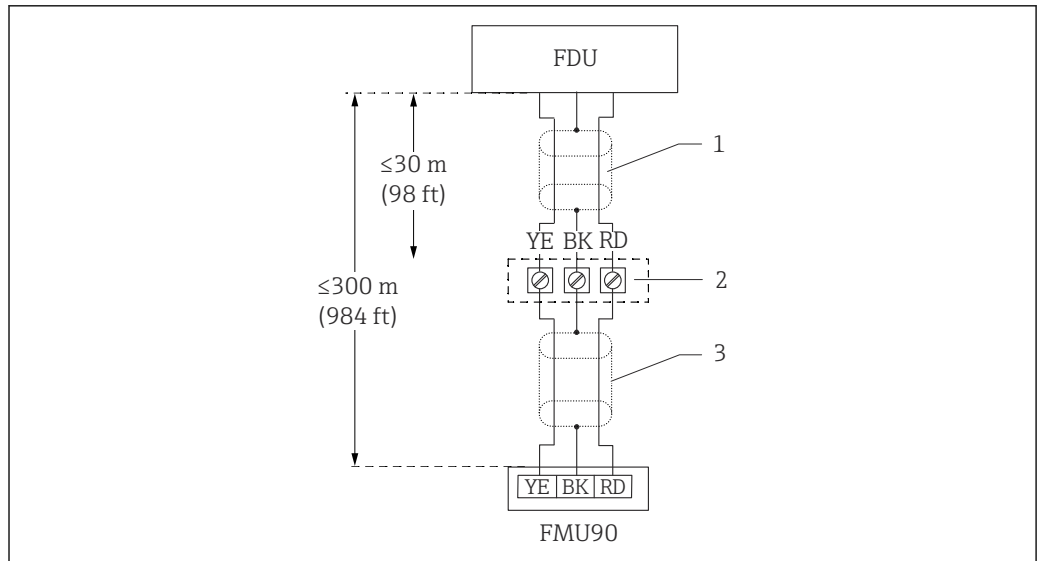 FDU
1
≤30 m
(98 ft)
YE BK RD
2
≤300 m
(984 ft)
3
YE BK RD
FMU90